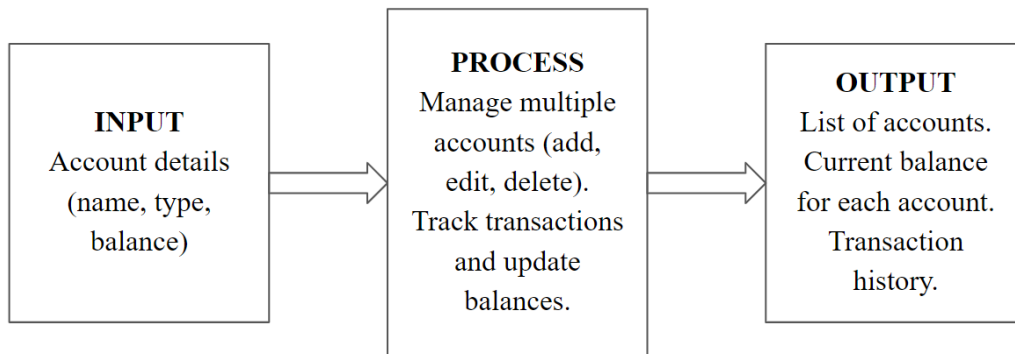 INPUT
Account details
(name, type,
balance)
PROCESS
Manage multiple
accounts (add,
edit, delete).
Track transactions
and update
balances.
OUTPUT
List of accounts.
Current balance
for each account.
Transaction
history.